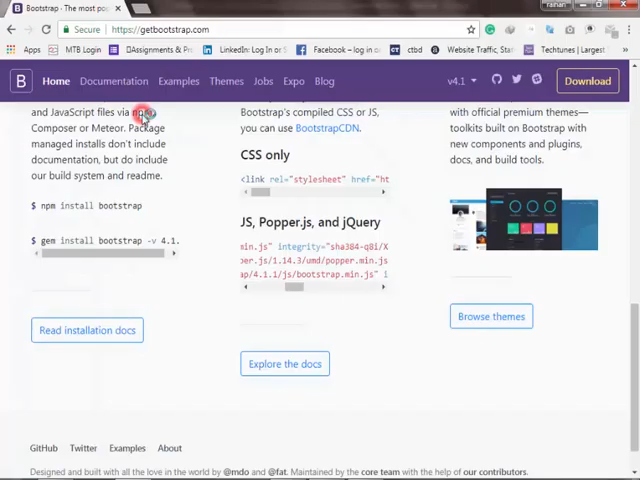 Bootstrap - The most po
rainan
Secure
https://getbootstrap.com
Apps
MTB Login
Assignments & Pr
LinkedIn: Log In or S
Facebook – log in o
ctbd
Website Traffic, Stat
Techtunes | Largest
B
Home
Documentation
Examples
Themes
Jobs
Expo
Blog
v4.1
Download
and JavaScript files via
Composer or Meteor. Package
managed installs don't include
documentation, but do include
our build system and readme.
$ npm install bootstrap
$ gem install bootstrap -v 4.1.
Read installation docs
Bootstrap's compiled CSS or JS,
you can use BootstrapCDN.
CSS only
<link rel="stylesheet" href="ht
JS, Popper.js, and jQuery
min.js" integrity="sha384-q8i/X
per.js/1.14.3/umd/popper.min.js
ap/4.1.1/js/bootstrap.min.js" i
Explore the docs
with official premium themes—
toolkits built on Bootstrap with
new components and plugins,
docs, and build tools.
Browse themes
GitHub
Twitter
Examples
About
Designed and built with all the love in the world by @mdo and @fat. Maintained by the core team with the help of our contributors.